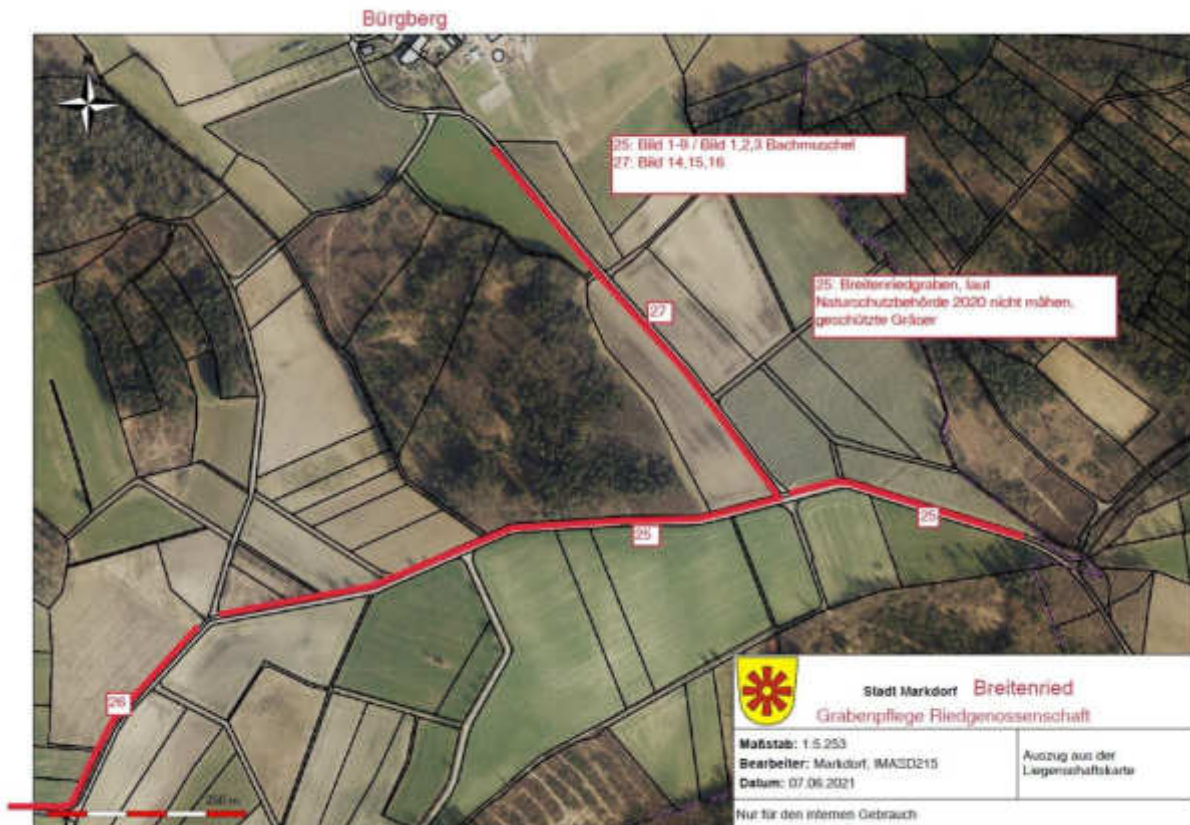 Bürgberg
N
25: Bild 1-9 / Bild 1,2,3 Bachmuschel
27: Bild 14,15,16
25: Breitenriedgraben, laut
Naturschutzbehörde 2020 nicht mähen,
geschützte Gräser
27
25
25
26
250 m
Stadt Markdorf Breitenried
Grabenpflege Riedgenossenschaft
Maßstab: 1:5.253
Bearbeiter: Markdorf, IMASD215
Datum: 07.06.2021
Auszug aus der
Liegenschaftskarte
Nur für den internen Gebrauch